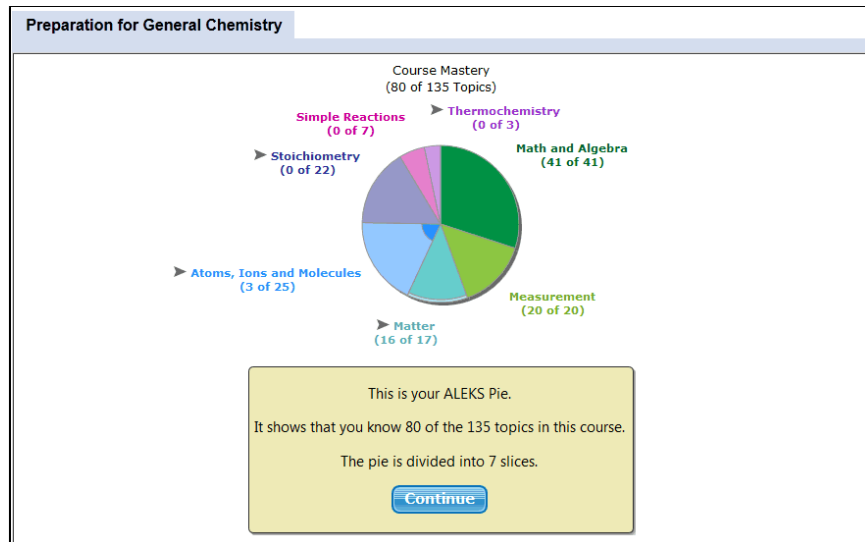 Preparation for General Chemistry
Course Mastery
(80 of 135 Topics)
Thermochemistry
(0 of 3)
Simple Reactions
(0 of 7)
Math and Algebra
(41 of 41)
Stoichiometry
(0 of 22)
Atoms, Ions and Molecules
(3 of 25)
Measurement
(20 of 20)
Matter
(16 of 17)
This is your ALEKS Pie.
It shows that you know 80 of the 135 topics in this course.
The pie is divided into 7 slices.
Continue